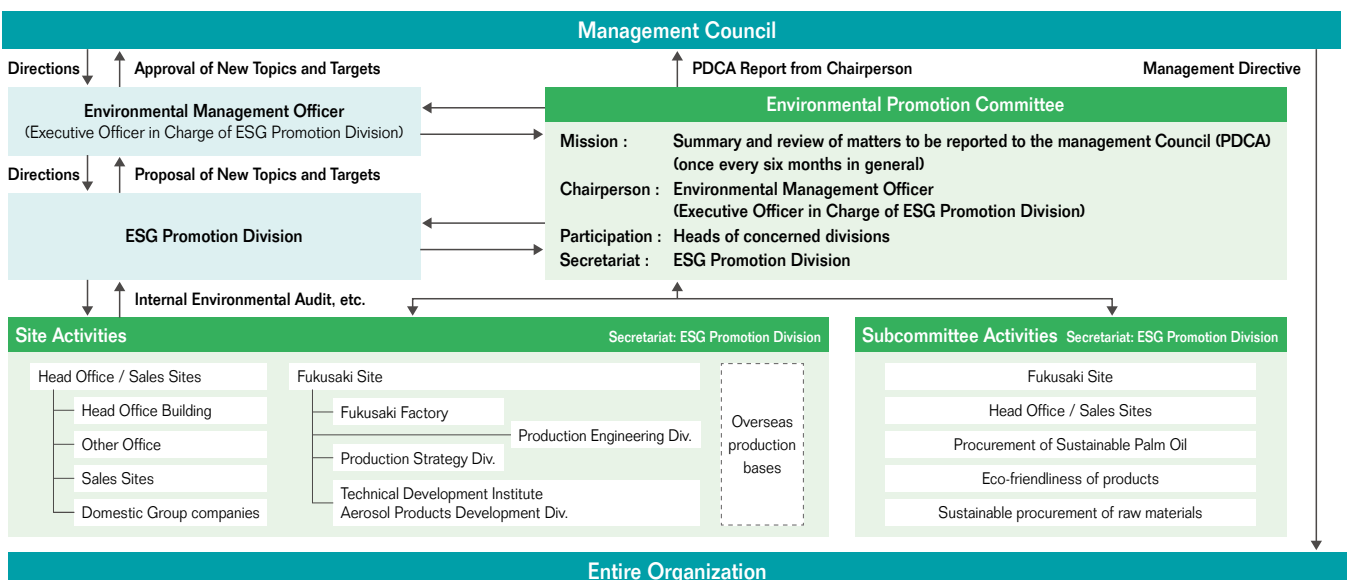 Management Council
Directions
Approval of New Topics and Targets
PDCA Report from Chairperson
Management Directive
Environmental Management Officer
(Executive Officer in Charge of ESG Promotion Division)
Directions
Proposal of New Topics and Targets
ESG Promotion Division
Environmental Promotion Committee
Mission : Summary and review of matters to be reported to the management Council (PDCA)
(once every six months in general)
Chairperson : Environmental Management Officer
(Executive Officer in Charge of ESG Promotion Division)
Participation : Heads of concerned divisions
Secretariat : ESG Promotion Division
Internal Environmental Audit, etc.
Site Activities
Secretariat: ESG Promotion Division
Head Office / Sales Sites
Head Office Building
Other Office
Sales Sites
Domestic Group companies
Fukusaki Site
Fukusaki Factory
Production Engineering Div.
Production Strategy Div.
Technical Development Institute
Aerosol Products Development Div.
Overseas
production
bases
Subcommittee Activities Secretariat: ESG Promotion Division
Fukusaki Site
Head Office / Sales Sites
Procurement of Sustainable Palm Oil
Eco-friendliness of products
Sustainable procurement of raw materials
Entire Organization